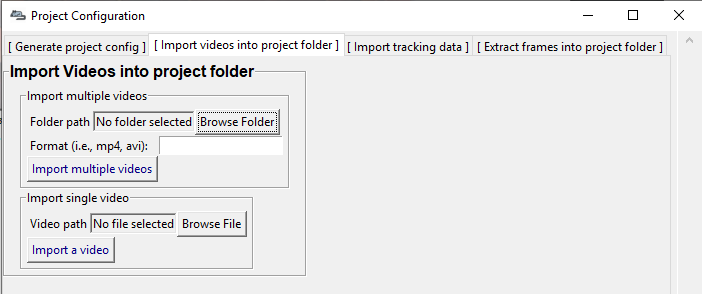 Project Configuration
[ Generate project config ] [ Import videos into project folder ] [ Import tracking data ] [ Extract frames into project folder ]
Import Videos into project folder
Import multiple videos
Folder path No folder selected Browse Folder
Format (i.e., mp4, avi):
Import multiple videos
Import single video
Video path No file selected Browse File
Import a video